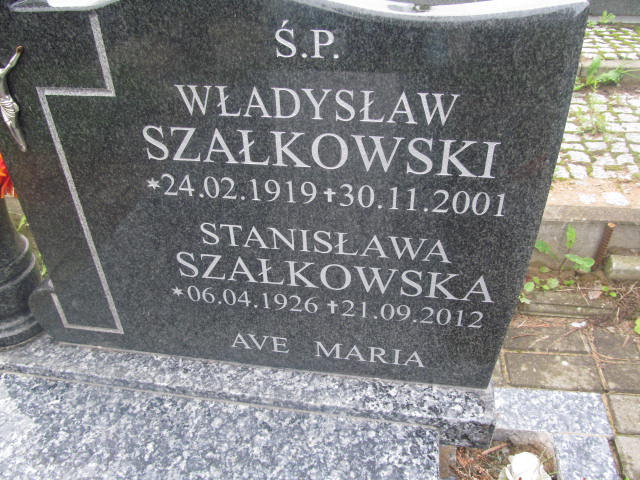 Ś.P.
WŁADYSŁAW
SZAŁKOWSKI
*24.02.1919 ✝ 30.11.2001
STANISŁAWA
SZAŁKOWSKA
*06.04.1926 ✝ 21.09.2012
AVE MARIA